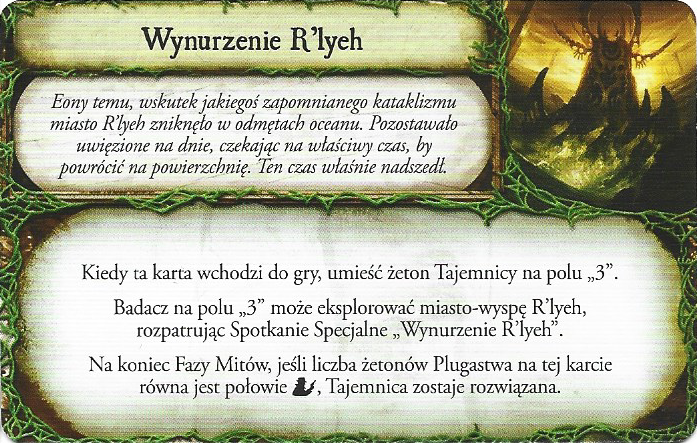 Wynurzenie R'lyeh
Eony temu, wskutek jakiegoś zapomnianego kataklizmu
miasto R'lyeh zniknęło w odmętach oceanu. Pozostawało
uwięzione na dnie, czekając na właściwy czas, by
powrócić na powierzchnię. Ten czas właśnie nadszedł.
Kiedy ta karta wchodzi do gry, umieść żeton Tajemnicy na polu „3”.
Badacz na polu „3” może eksplorować miasto-wyspę R'lyeh,
rozpatrując Spotkanie Specjalne „Wynurzenie R'lyeh”.
Na koniec Fazy Mitów, jeśli liczba żetonów Plugastwa na tej karcie
równa jest połowie , Tajemnica zostaje rozwiązana.